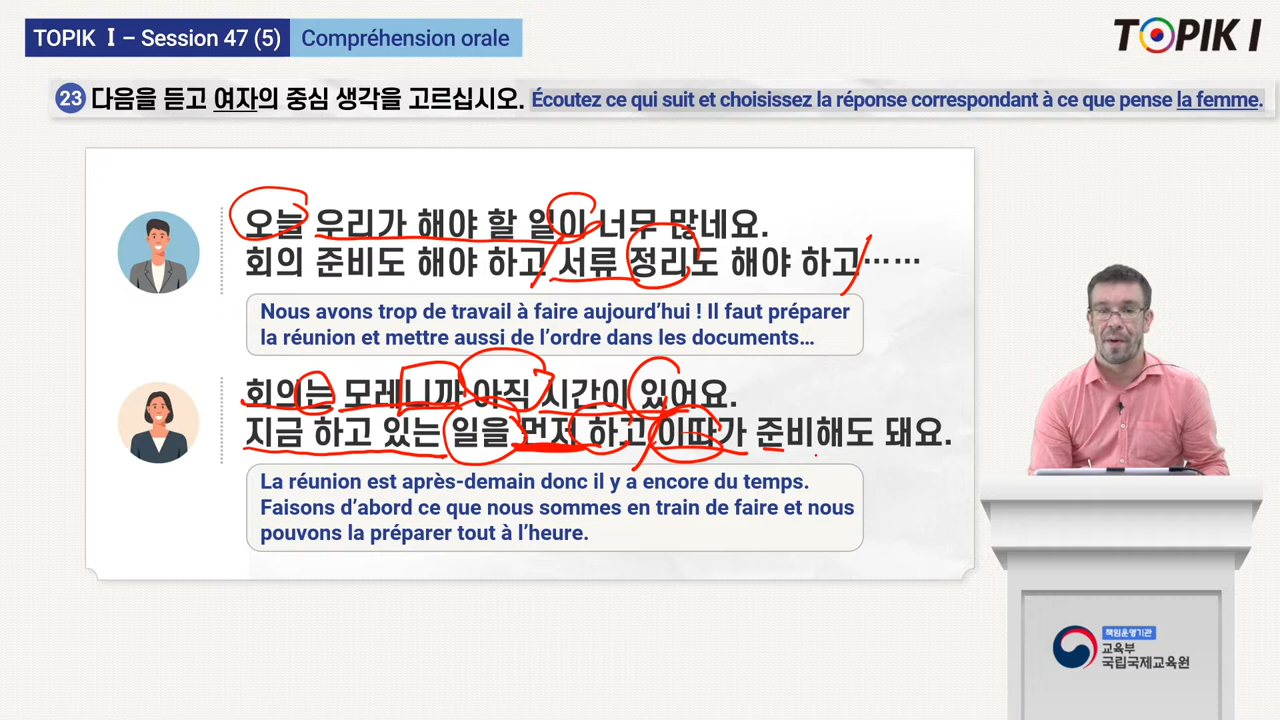 TOPIK Ⅰ – Session 47 (5) Compréhension orale
TOPIK I
23 다음을 듣고 여자의 중심 생각을 고르십시오. Écoutez ce qui suit et choisissez la réponse correspondant à ce que pense la femme.
오늘 우리가 해야 할 일이 너무 많네요.
회의 준비도 해야 하고 서류 정리도 해야 하고……
Nous avons trop de travail à faire aujourd’hui ! Il faut préparer
la réunion et mettre aussi de l’ordre dans les documents…
회의는 모레니까 아직 시간이 있어요.
지금 하고 있는 일을 먼저 하고 이따가 준비해도 돼요.
La réunion est après-demain donc il y a encore du temps.
Faisons d’abord ce que nous sommes en train de faire et nous
pouvons la préparer tout à l’heure.
책임운영기관
교육부
국립국제교육원